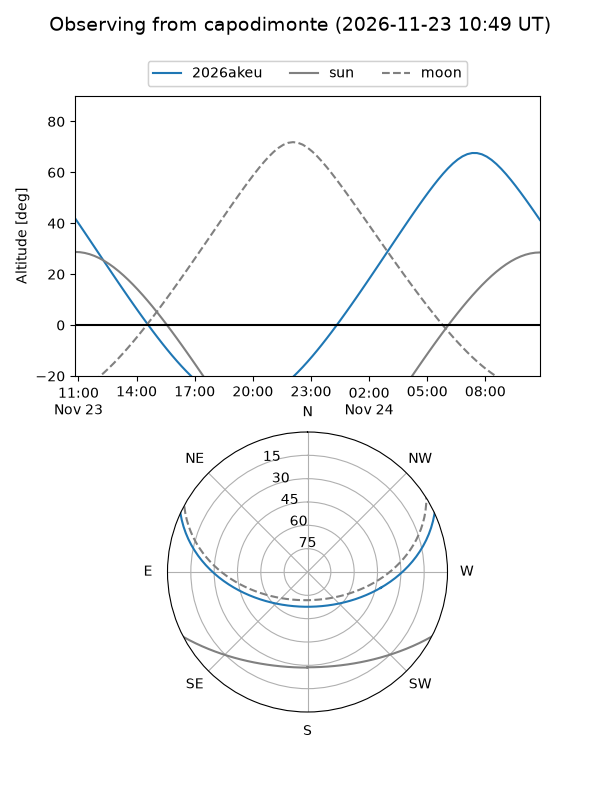 Observing from capodimonte (2026-11-23 10:49 UT)
2026akeu sun moon
Altitude [deg]
80
60
40
20
0
−20
11:00 14:00 17:00 20:00 23:00 02:00 05:00 08:00
Nov 23 Nov 24
N
NE NW
15
30
45
60
75
E W
SE SW
S